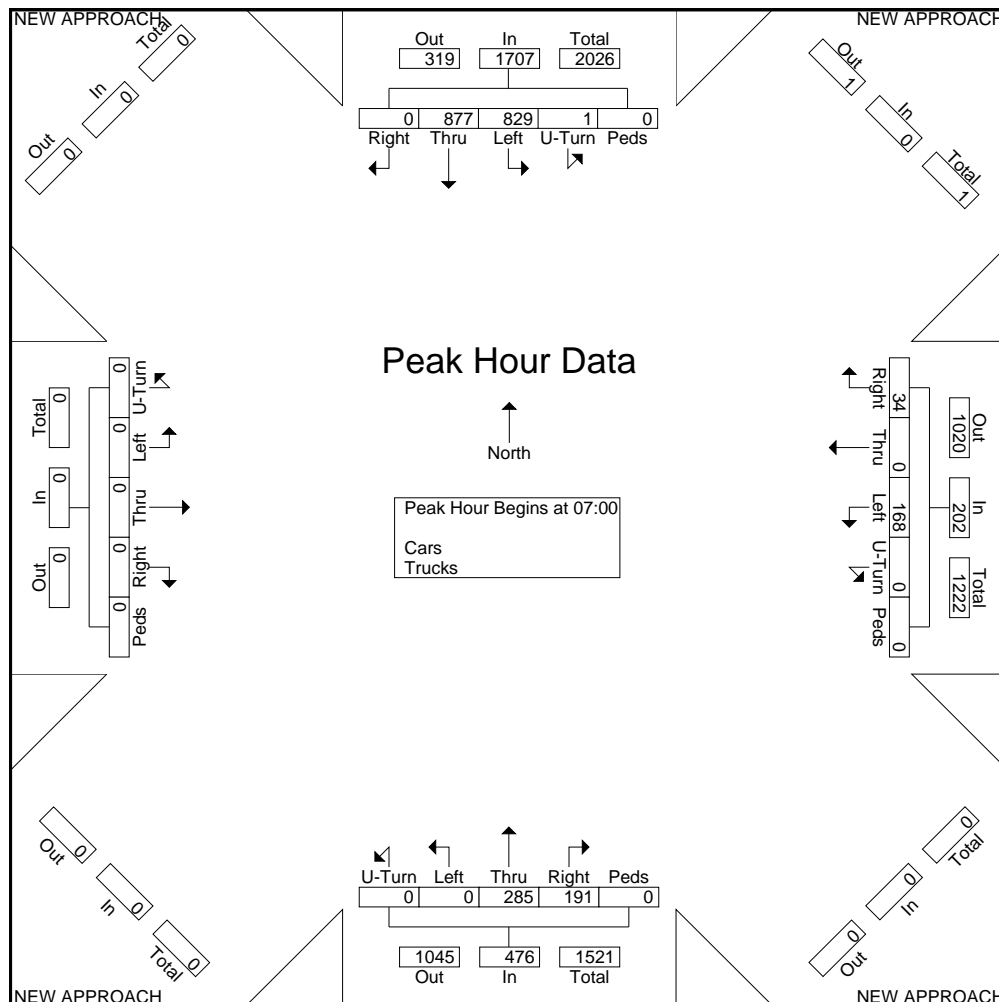 NEW APPROACH
NEW APPROACH
Total
0
In
0
Out
0
Out In Total
319 1707 2026
0 877 829 1 0
Right Thru Left U-Turn Peds
Out
1
In
0
Total
1
Peak Hour Data
North
Peak Hour Begins at 07:00
Cars
Trucks
Total
0
In
0
Out
0
0 0 0 0 0
U-Turn Left Thru Right Peds
Right Thru Left U-Turn Peds
34 0 168 0 0
Out In Total
1020 202 1222
Out
0
In
0
Total
0
U-Turn Left Thru Right Peds
0 0 285 191 0
1045 476 1521
Out In Total
0
Total
0
In
0
Out
NEW APPROACH
NEW APPROACH